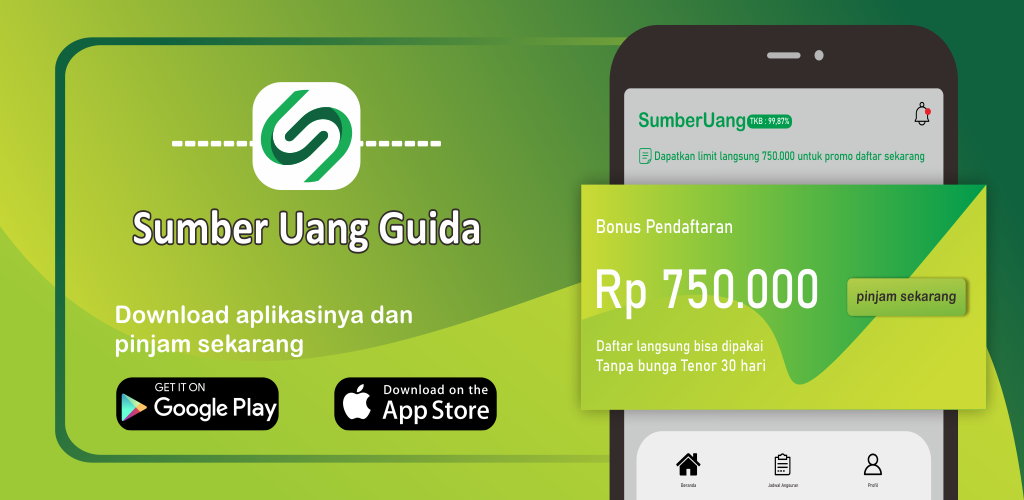 Sumber Uang Guida
Download aplikasinya dan
pinjam sekarang
GET IT ON
Google Play
Download on the
App Store
SumberUang TKB : 99,87%
Dapatkan limit langsung 750.000 untuk promo daftar sekarang
Bonus Pendaftaran
Rp 750.000
pinjam sekarang
Daftar langsung bisa dipakai
Tanpa bunga Tenor 30 hari
Beranda
Jadwal Angsuran
Profil